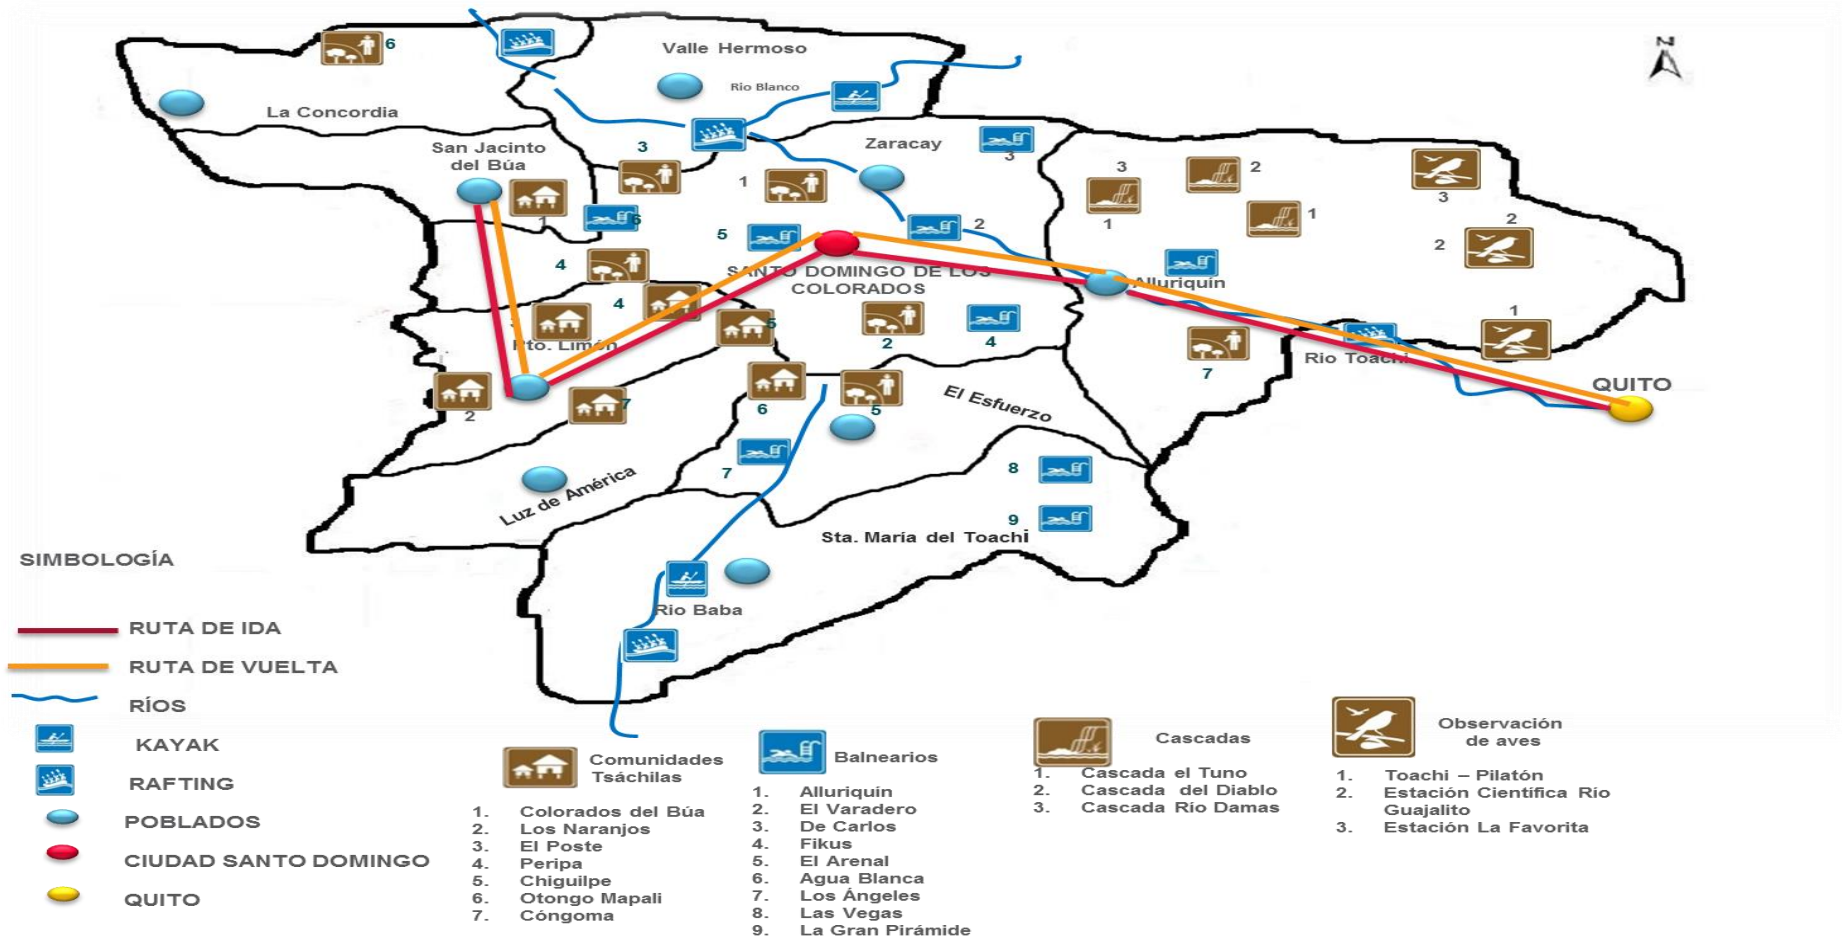 N
6
Valle Hermoso
Rio Blanco
La Concordia
San Jacinto
del Búa
3
Zaracay
3
1
3
1
2
1
3
2
2
1
1
6
5
2
4
SANTO DOMINGO DE LOS
COLORADOS
Alluriquín
4
5
2
4
Pto. Limón
1
Rio Toachi
7
QUITO
2
7
6
5
El Esfuerzo
7
8
Luz de América
9
Sta. María del Toachi
Rio Baba
SIMBOLOGÍA
RUTA DE IDA
RUTA DE VUELTA
RÍOS
KAYAK
RAFTING
POBLADOS
CIUDAD SANTO DOMINGO
QUITO
Comunidades
Tsáchilas
1. Colorados del Búa
2. Los Naranjos
3. El Poste
4. Peripa
5. Chiguilpe
6. Otongo Mapali
7. Cóngoma
Balnearios
1. Alluriquín
2. El Varadero
3. De Carlos
4. Fikus
5. El Arenal
6. Agua Blanca
7. Los Ángeles
8. Las Vegas
9. La Gran Pirámide
Cascadas
1. Cascada el Tuno
2. Cascada del Diablo
3. Cascada Río Damas
Observación
de aves
1. Toachi – Pilatón
2. Estación Científica Río
Guajalito
3. Estación La Favorita